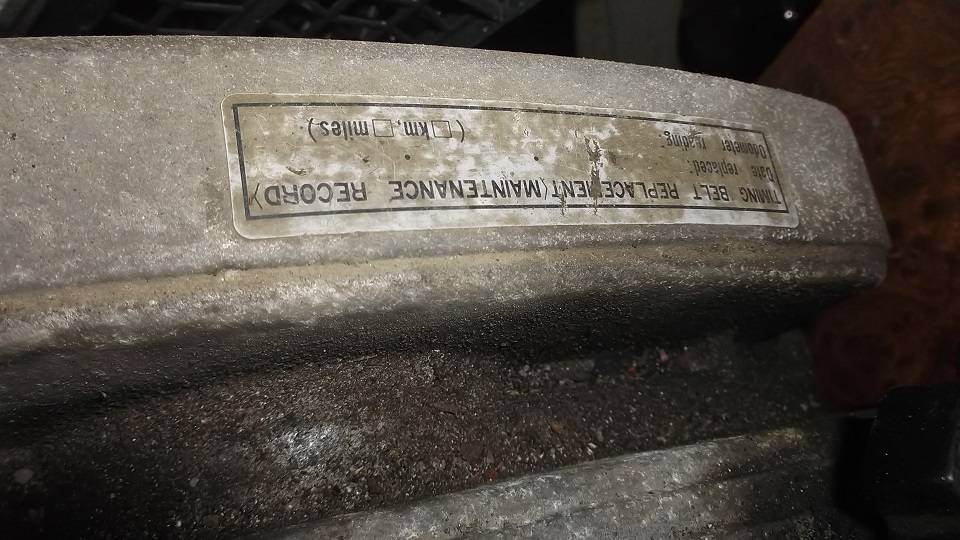 TIMING BELT REPLACEMENT(MAINTENANCE RECORD)
Date replaced:
Odometer reading (□km,□miles)